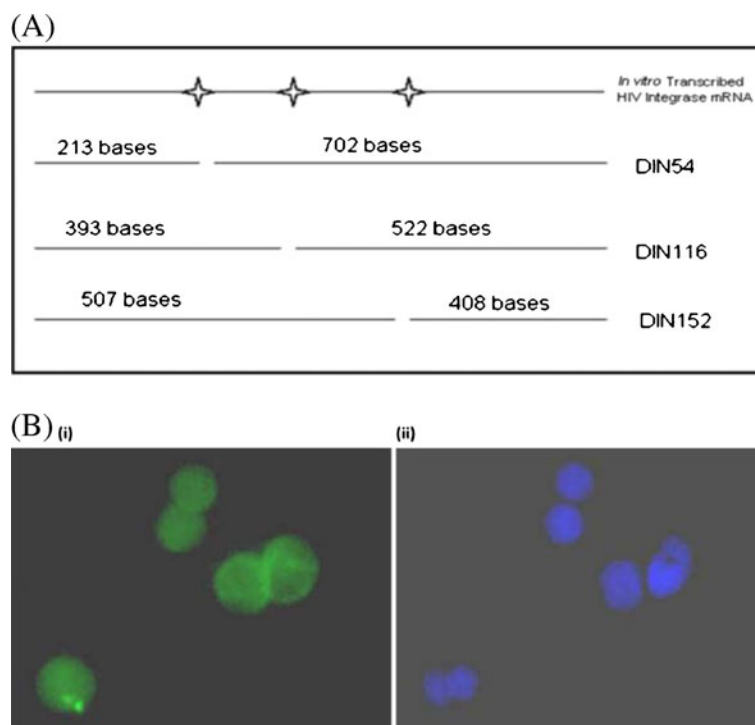 (A)
In vitro Transcribed
HIV Integrase mRNA
213 bases
702 bases
DIN54
393 bases
522 bases
DIN116
507 bases
408 bases
DIN152
(B) (i)
(ii)